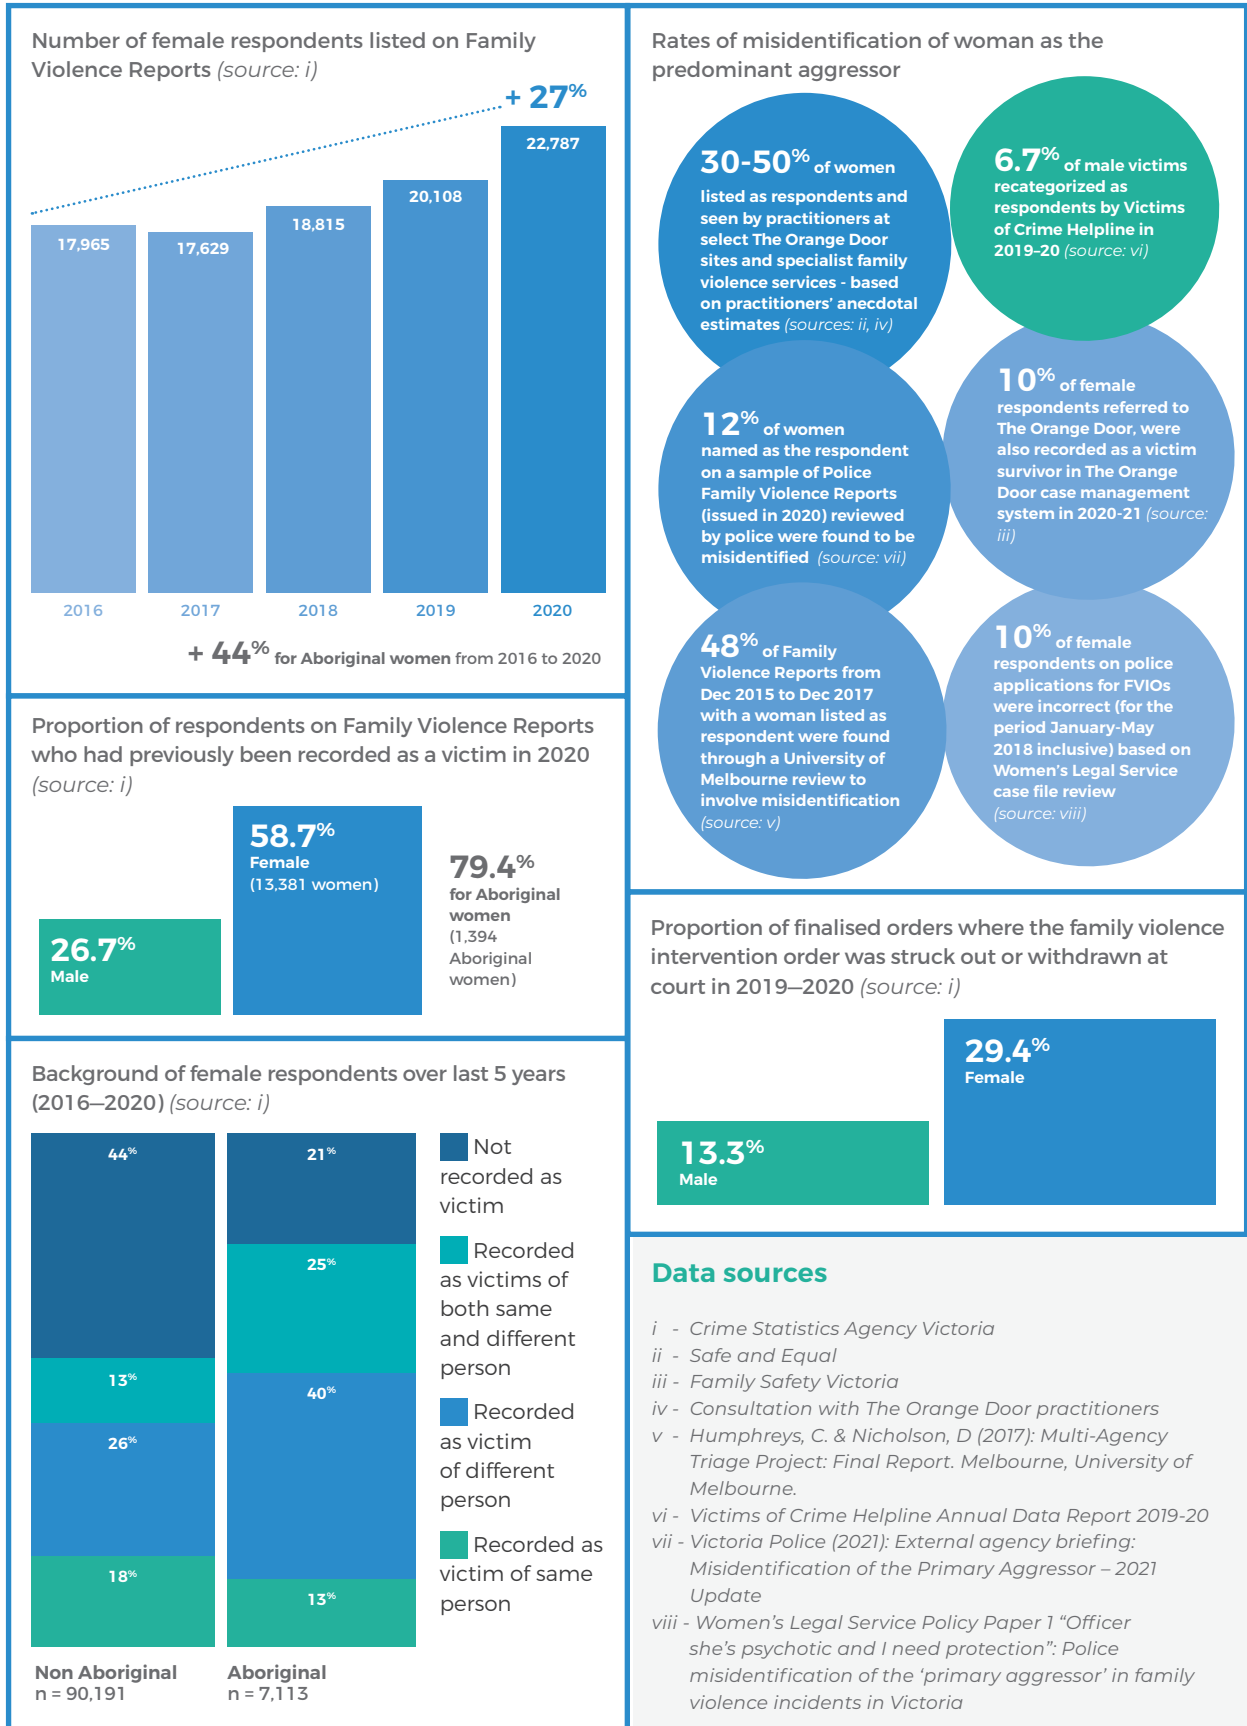 Number of female respondents listed on Family
Violence Reports (source: i)
+ 27%
17,965
17,629
18,815
20,108
22,787
2016
2017
2018
2019
2020
+ 44% for Aboriginal women from 2016 to 2020
Proportion of respondents on Family Violence Reports
who had previously been recorded as a victim in 2020
(source: i)
26.7%
Male
58.7%
Female
(13,381 women)
79.4%
for Aboriginal
women
(1,394
Aboriginal
women)
Background of female respondents over last 5 years
(2016—2020) (source: i)
44%
13%
26%
18%
21%
25%
40%
13%
Non Aboriginal
n = 90,191
Aboriginal
n = 7,113
Not
recorded as
victim
Recorded
as victims of
both same
and different
person
Recorded
as victim
of different
person
Recorded as
victim of same
person
Rates of misidentification of woman as the
predominant aggressor
30-50% of women
listed as respondents and
seen by practitioners at
select The Orange Door
sites and specialist family
violence services - based
on practitioners’ anecdotal
estimates (sources: ii, iv)
6.7% of male victims
recategorized as
respondents by Victims
of Crime Helpline in
2019–20 (source: vi)
12% of women
named as the respondent
on a sample of Police
Family Violence Reports
(issued in 2020) reviewed
by police were found to be
misidentified (source: vii)
10% of female
respondents referred to
The Orange Door, were
also recorded as a victim
survivor in The Orange
Door case management
system in 2020-21 (source:
iii)
48% of Family
Violence Reports from
Dec 2015 to Dec 2017
with a woman listed as
respondent were found
through a University of
Melbourne review to
involve misidentification
(source: v)
10% of female
respondents on police
applications for FVIOs
were incorrect (for the
period January-May
2018 inclusive) based on
Women’s Legal Service
case file review
(source: viii)
Proportion of finalised orders where the family violence
intervention order was struck out or withdrawn at
court in 2019—2020 (source: i)
13.3%
Male
29.4%
Female
Data sources
i - Crime Statistics Agency Victoria
ii - Safe and Equal
iii - Family Safety Victoria
iv - Consultation with The Orange Door practitioners
v - Humphreys, C. & Nicholson, D (2017): Multi-Agency
Triage Project: Final Report. Melbourne, University of
Melbourne.
vi - Victims of Crime Helpline Annual Data Report 2019-20
vii - Victoria Police (2021): External agency briefing:
Misidentification of the Primary Aggressor – 2021
Update
viii - Women’s Legal Service Policy Paper 1 “Officer
she’s psychotic and I need protection”: Police
misidentification of the ‘primary aggressor’ in family
violence incidents in Victoria